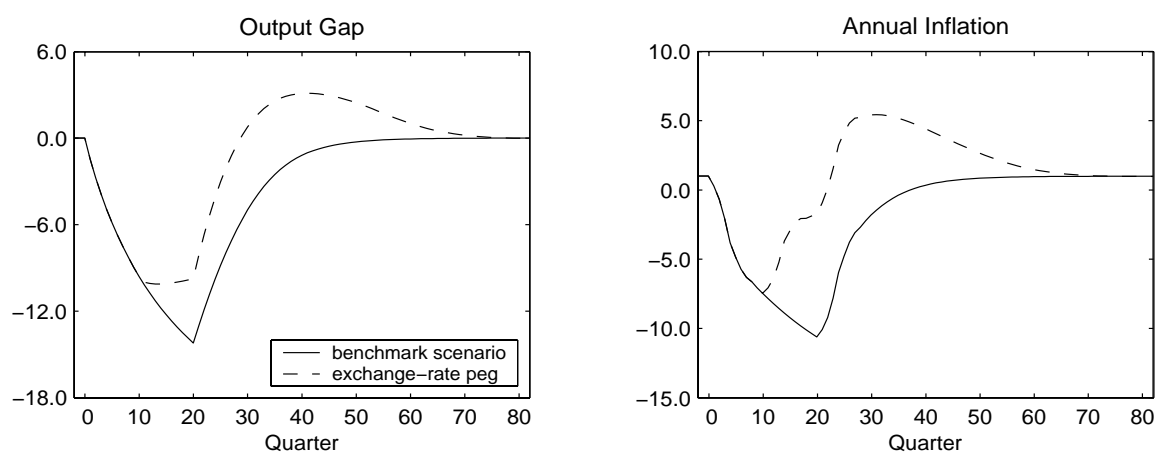 Output Gap
6.0
0.0
−6.0
−12.0
−18.0
0 10 20 30 40 50 60 70 80
Quarter
benchmark scenario
exchange−rate peg
Annual Inflation
10.0
5.0
0.0
−5.0
−10.0
−15.0
0 10 20 30 40 50 60 70 80
Quarter